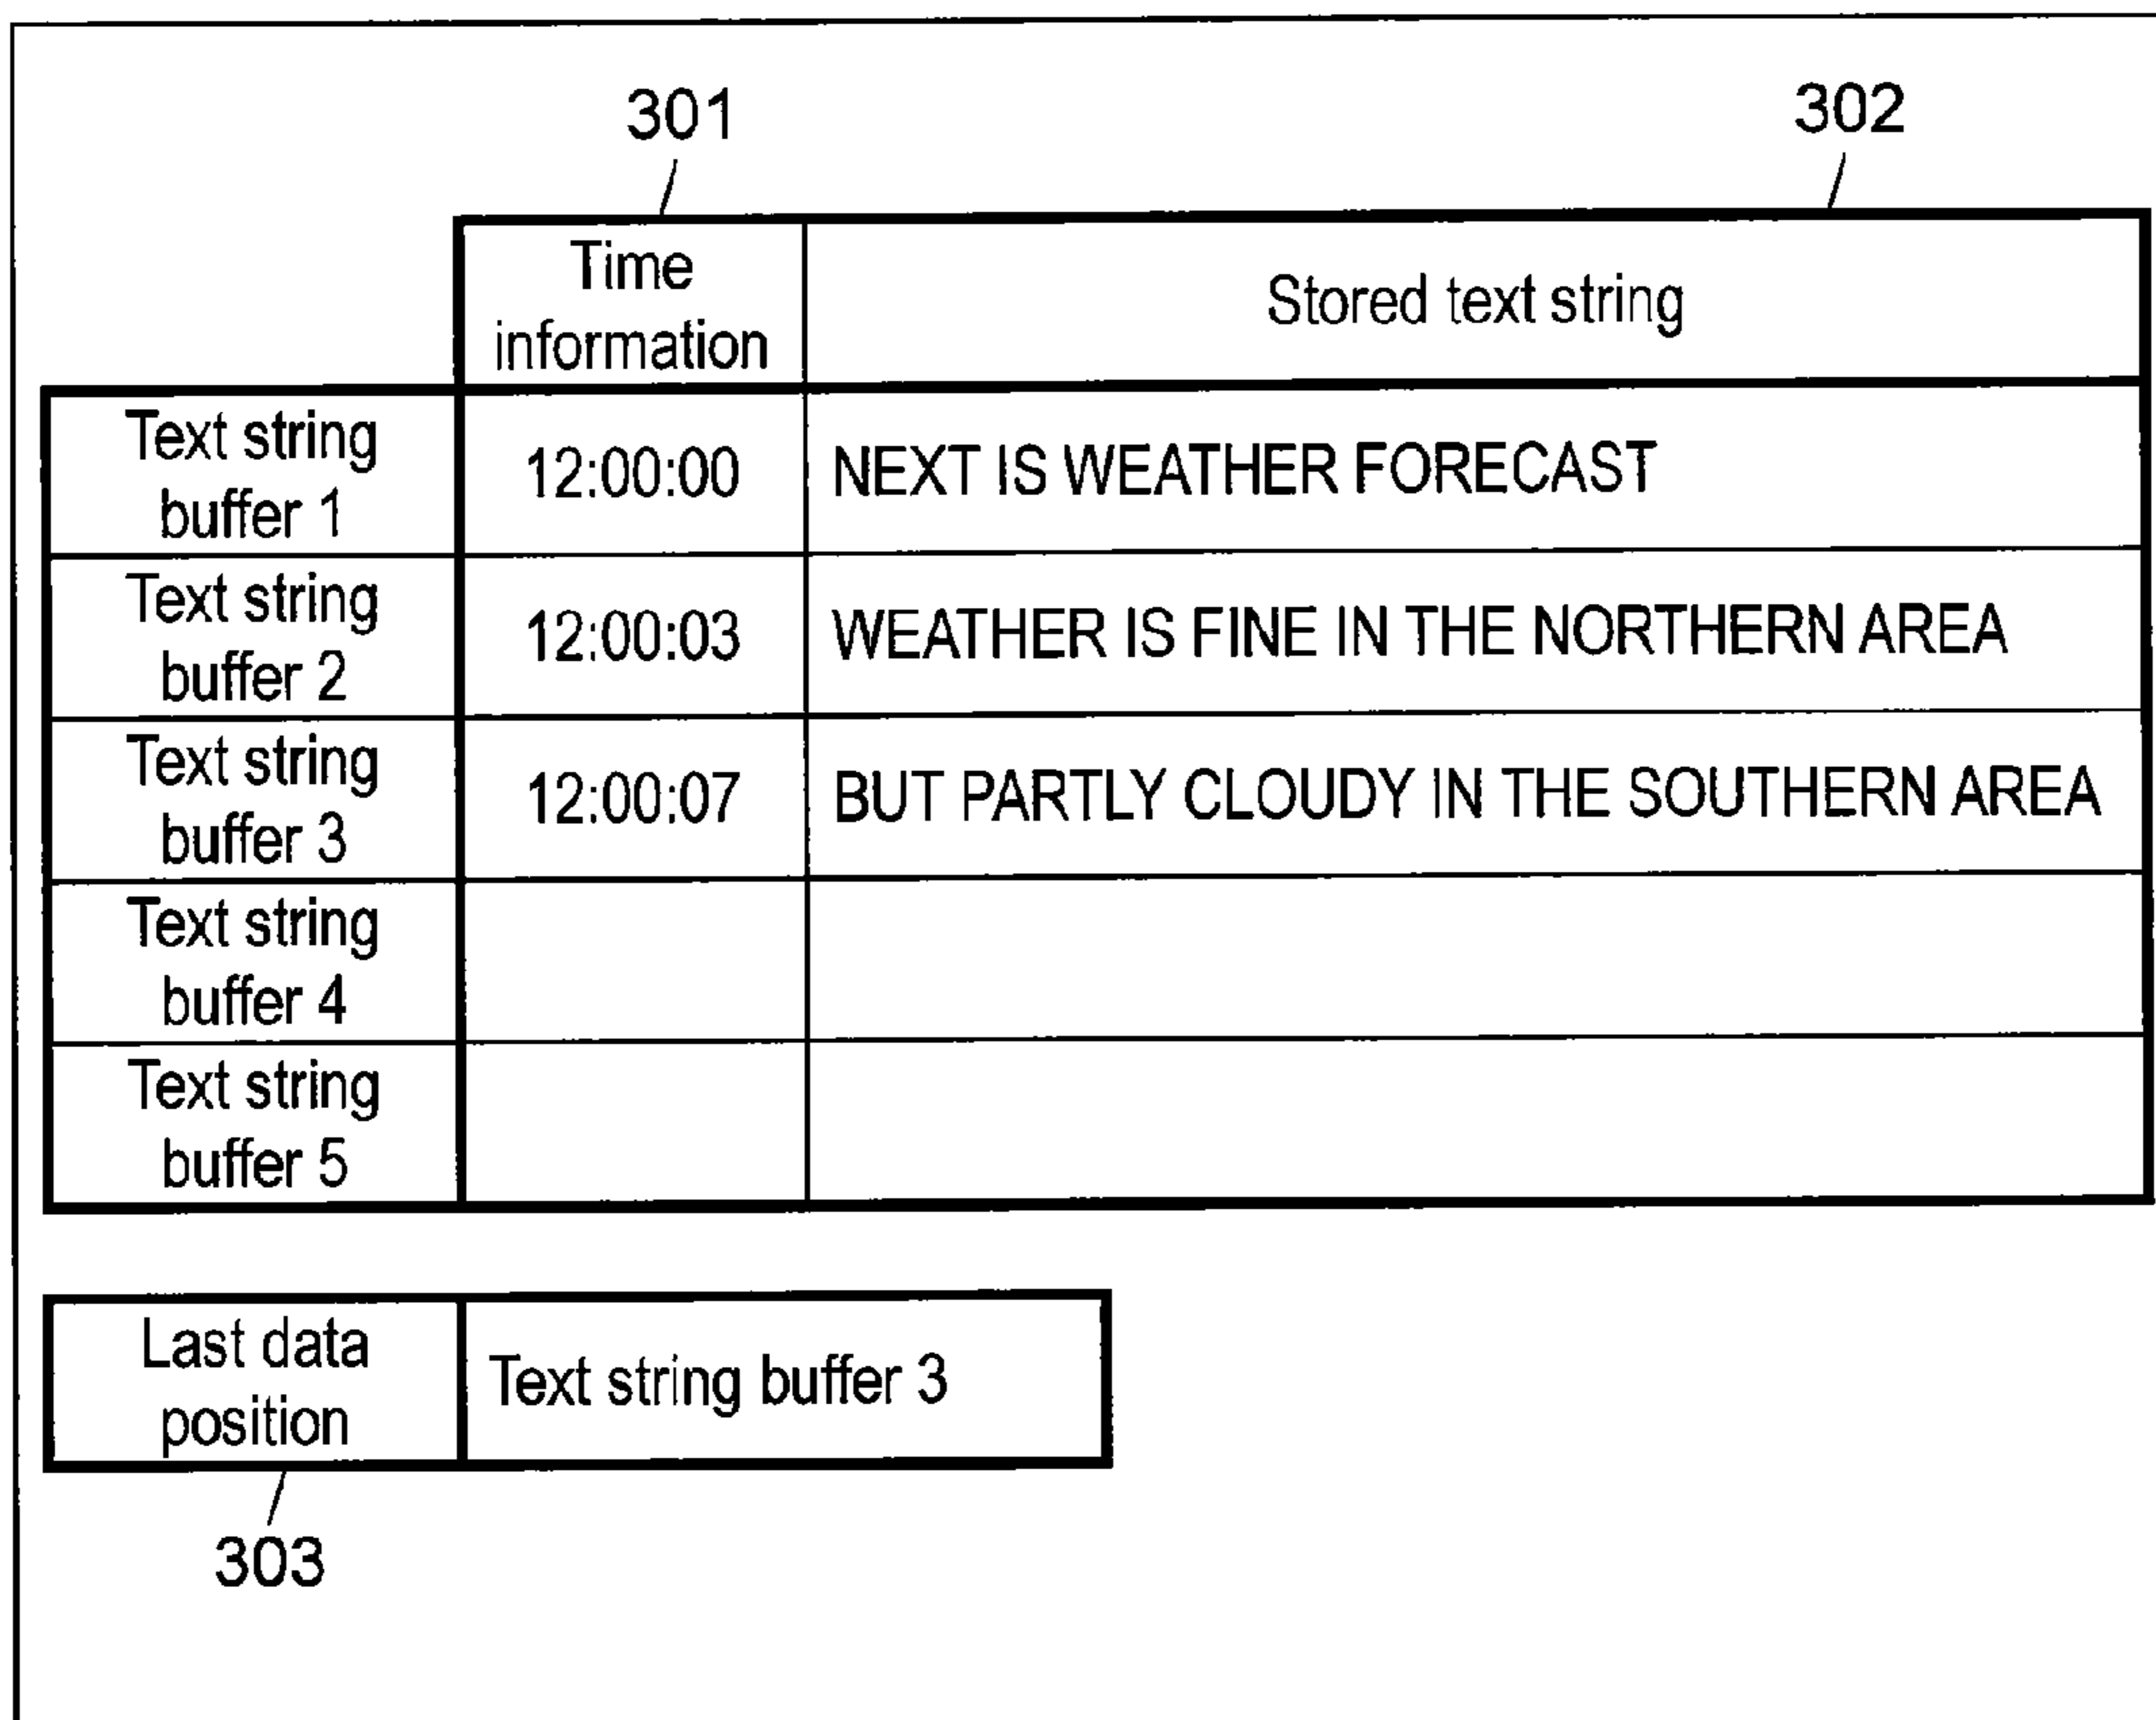 301
302
Time
information
Stored text string
Text string
buffer 1
12:00:00
NEXT IS WEATHER FORECAST
Text string
buffer 2
12:00:03
WEATHER IS FINE IN THE NORTHERN AREA
Text string
buffer 3
12:00:07
BUT PARTLY CLOUDY IN THE SOUTHERN AREA
Text string
buffer 4
Text string
buffer 5
Last data
position
Text string buffer 3
303